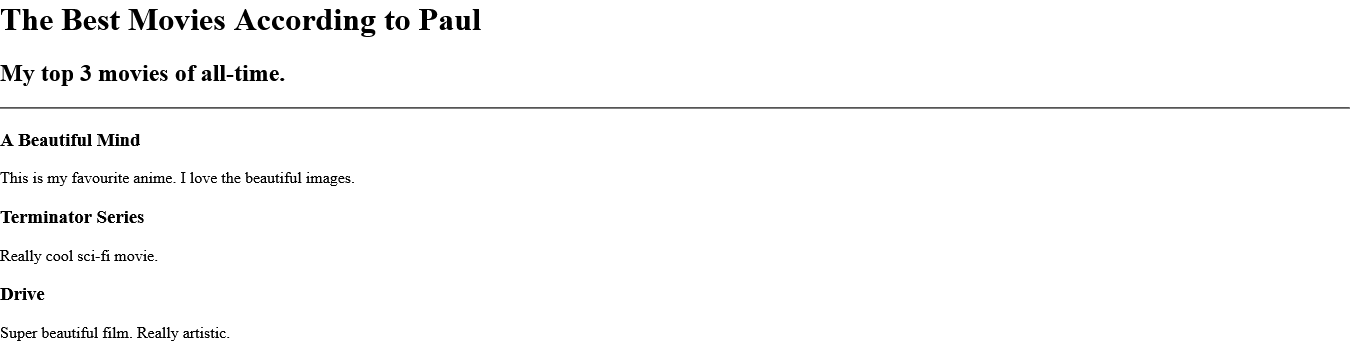 The Best Movies According to Paul
My top 3 movies of all-time.
A Beautiful Mind
This is my favourite anime. I love the beautiful images.
Terminator Series
Really cool sci-fi movie.
Drive
Super beautiful film. Really artistic.